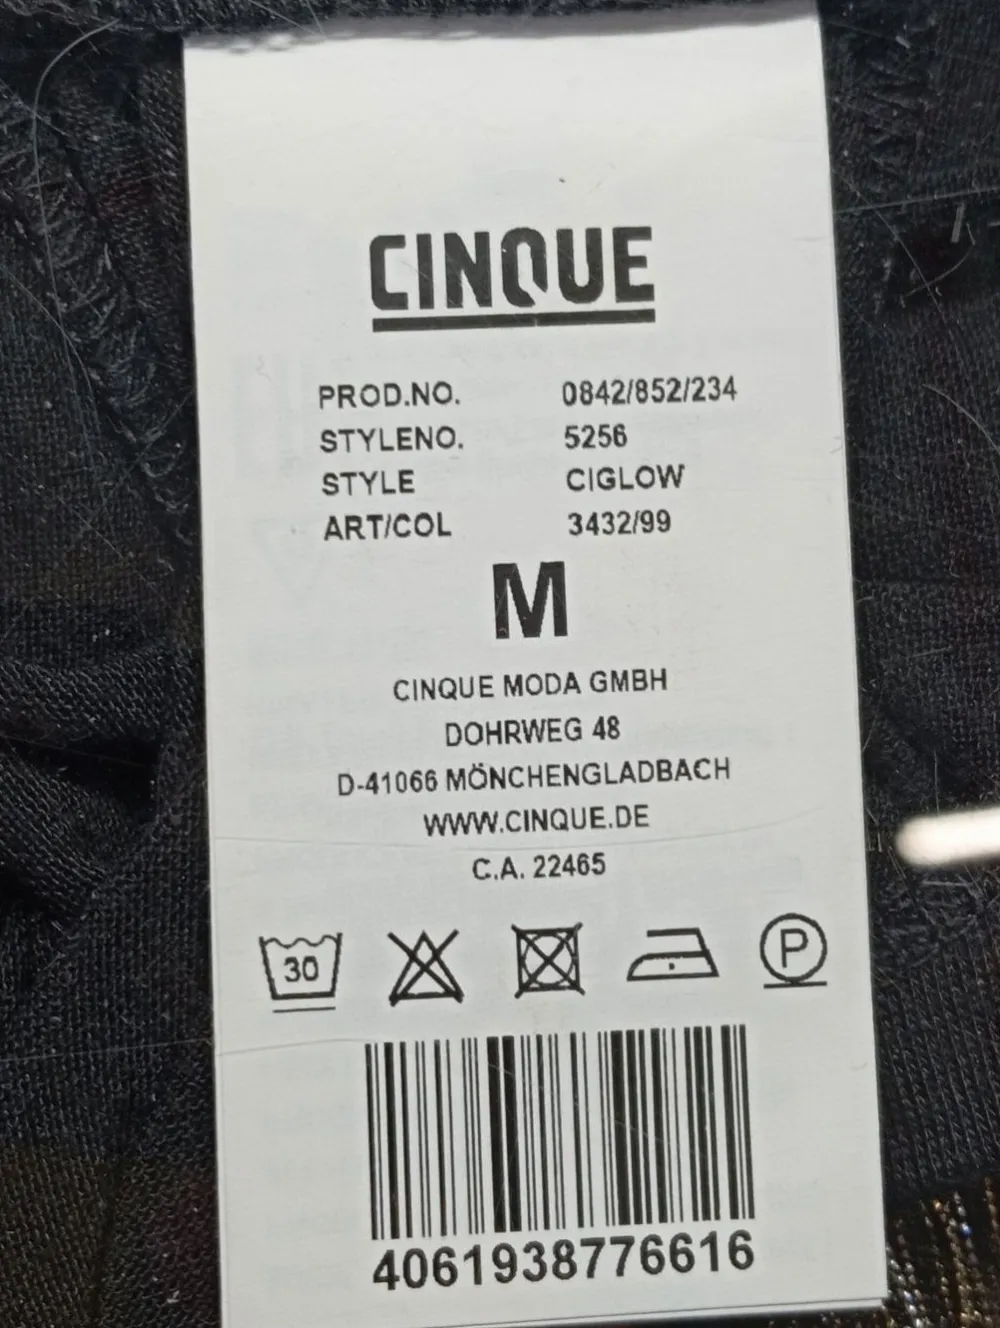 CINQUE
PROD.NO. 0842/852/234
STYLENO. 5256
STYLE CIGLOW
ART/COL 3432/99
M
CINQUE MODA GMBH
DOHRWEG 48
D-41066 MÖNCHENGLADBACH
WWW.CINQUE.DE
C.A. 22465
30 P
4061938776616